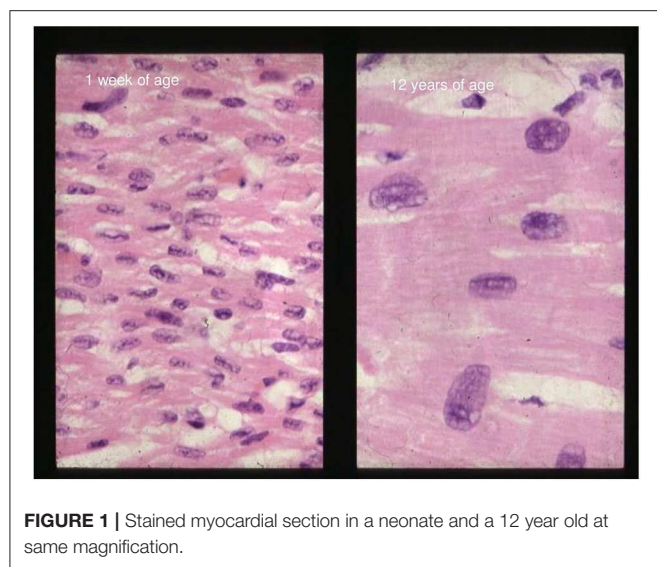 1 week of age
12 years of age
FIGURE 1 | Stained myocardial section in a neonate and a 12 year old at
same magnification.